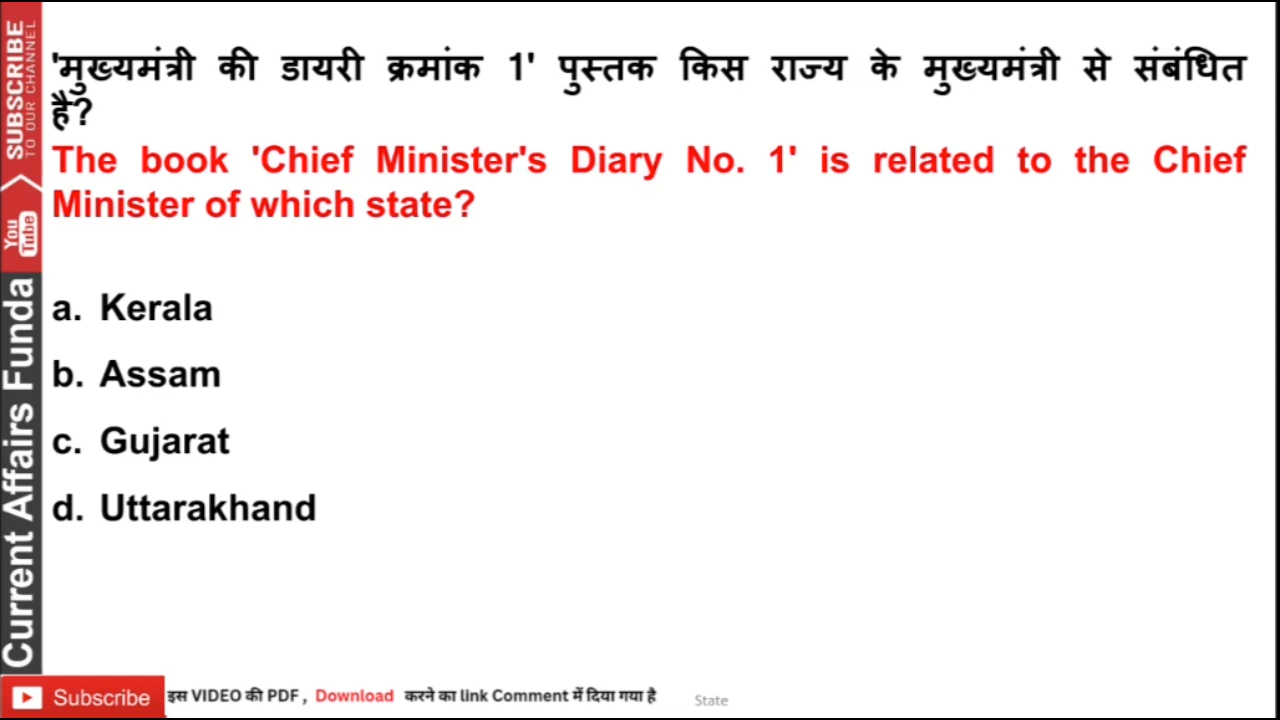 'मुख्यमंत्री की डायरी क्रमांक 1' पुस्तक किस राज्य के मुख्यमंत्री से संबंधित
है?
The book 'Chief Minister's Diary No. 1' is related to the Chief
Minister of which state?
a. Kerala
b. Assam
c. Gujarat
d. Uttarakhand
SUBSCRIBE
TO OUR CHANNEL
You
Tube
Current Affairs Funda
Subscribe
इस VIDEO की PDF , Download करने का link Comment में दिया गया है
State